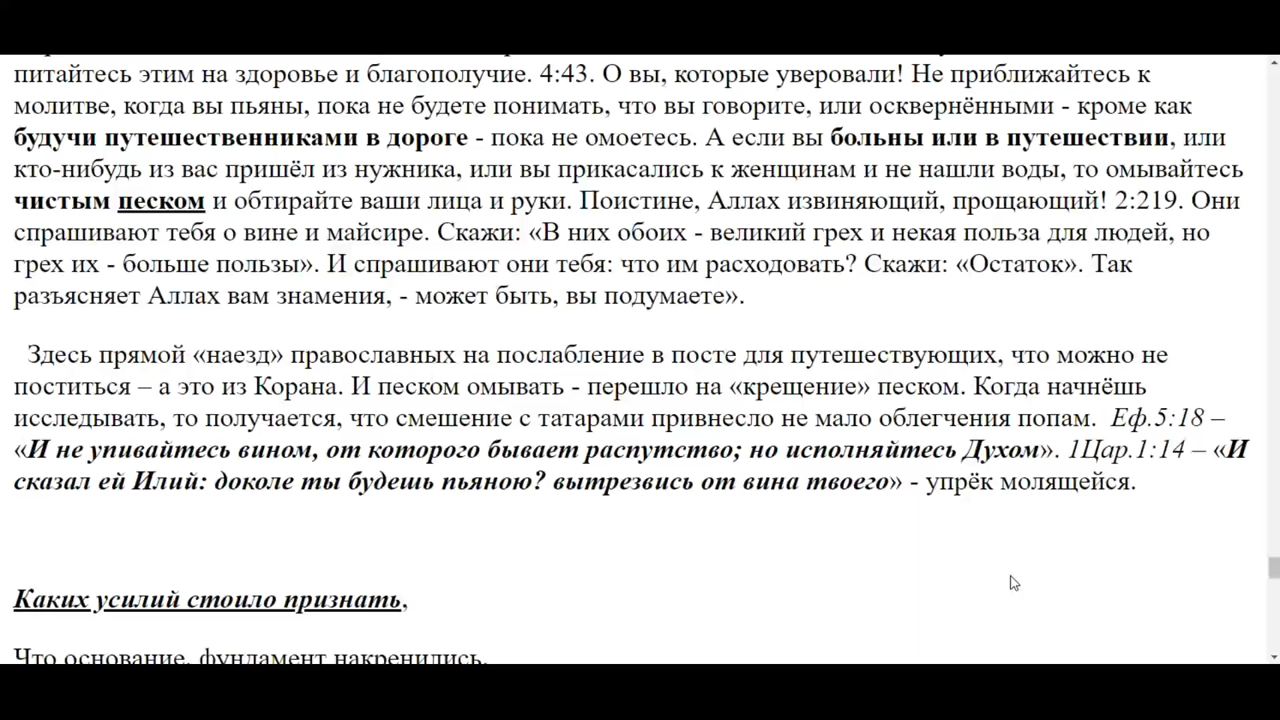 питайтесь этим на здоровье и благополучие. 4:43. О вы, которые уверовали! Не приближайтесь к
молитве, когда вы пьяны, пока не будете понимать, что вы говорите, или осквернёнными - кроме как
будучи путешественниками в дороге - пока не омоетесь. А если вы больны или в путешествии, или
кто-нибудь из вас пришёл из нужника, или вы прикасались к женщинам и не нашли воды, то омывайтесь
чистым песком и обтирайте ваши лица и руки. Поистине, Аллах извиняющий, прощающий! 2:219. Они
спрашивают тебя о вине и майсире. Скажи: «В них обоих - великий грех и некая польза для людей, но
грех их - больше пользы». И спрашивают они тебя: что им расходовать? Скажи: «Остаток». Так
разъясняет Аллах вам знамения, - может быть, вы подумаете».
Здесь прямой «наезд» православных на послабление в посте для путешествующих, что можно не
поститься – а это из Корана. И песком омывать - перешло на «крещение» песком. Когда начнёшь
исследывать, то получается, что смешение с татарами привнесло не мало облегчения попам. Еф.5:18 –
«И не упивайтесь вином, от которого бывает распутство; но исполняйтесь Духом». 1Цар.1:14 – «И
сказал ей Илий: доколе ты будешь пьяною? вытрезвись от вина твоего» - упрёк молящейся.
Каких усилий стоило признать,
Что основание, фундамент накренились,